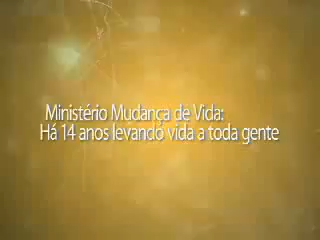 Ministério Mudança de Vida:
Há 14 anos levando vida a toda gente